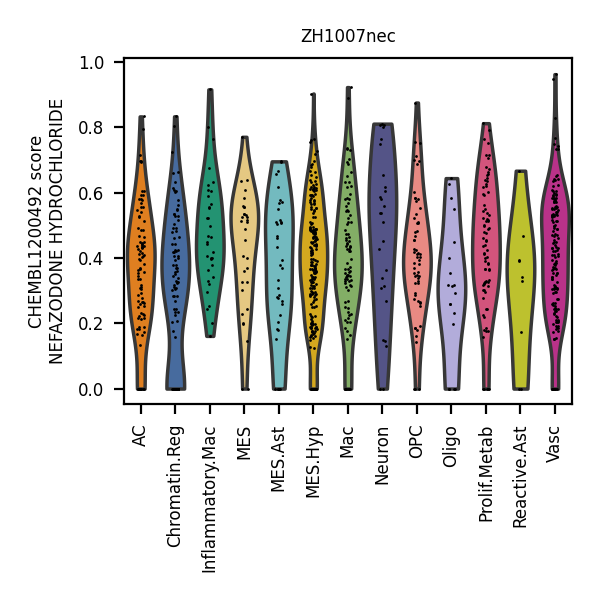 ZH1007nec
CHEMBL1200492 score
NEFAZODONE HYDROCHLORIDE
1.0
0.8
0.6
0.4
0.2
0.0
AC
Chromatin.Reg
Inflammatory.Mac
MES
MES.Ast
MES.Hyp
Mac
Neuron
OPC
Oligo
Prolif.Metab
Reactive.Ast
Vasc